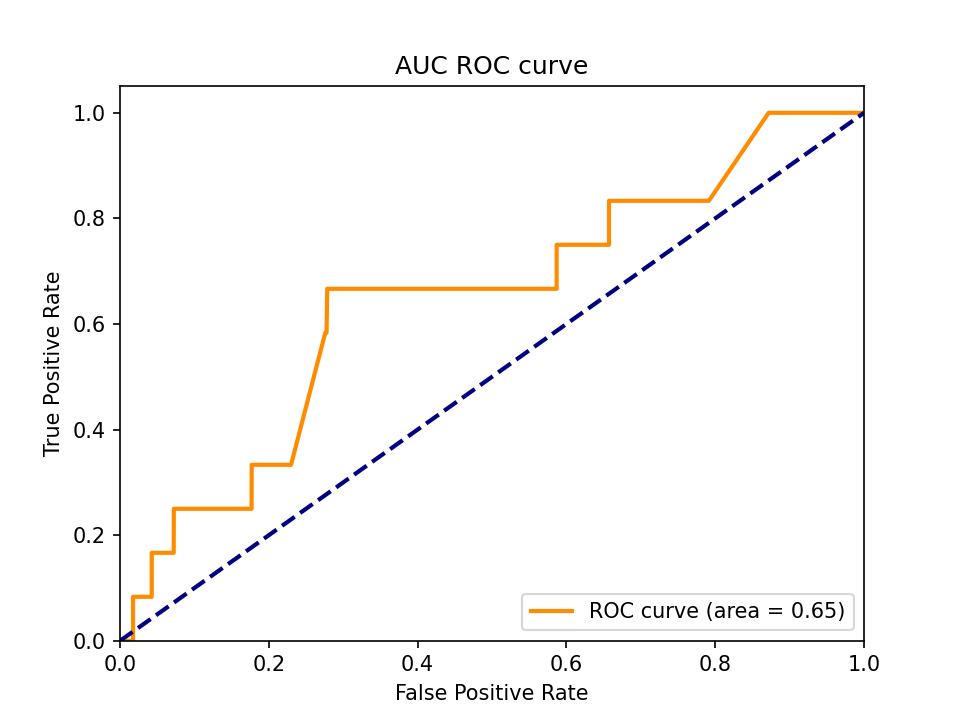 AUC ROC curve
1.0
0.8
0.6
0.4
0.2
0.0
True Positive Rate
ROC curve (area = 0.65)
0.0 0.2 0.4 0.6 0.8 1.0
False Positive Rate